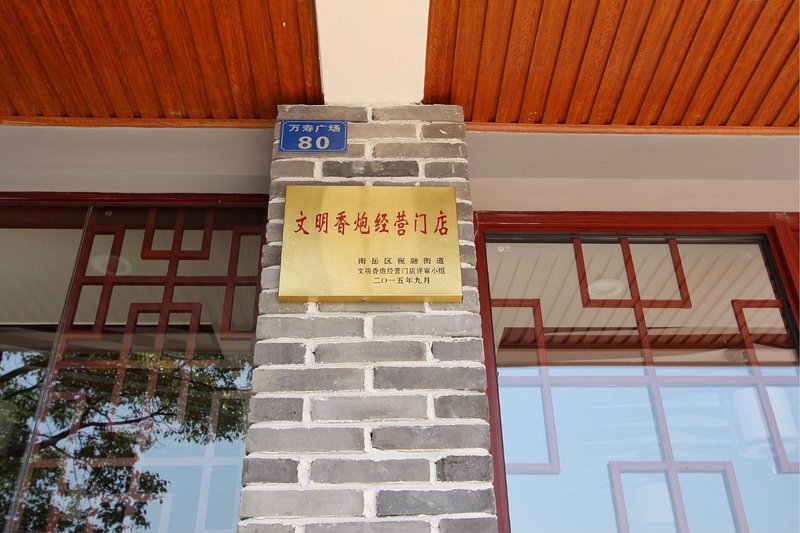 万寿广场
80
文明香炮经营门店
南岳区祝融街道
文明香炮经营门店评审小组
二〇一五年九月